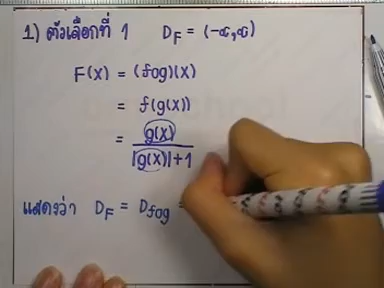 1) ตัวเลือกที่ 1 D_F = (-∞,∞)
F(x) = (fog)(x)
= f(g(x))
= g(x) / |g(x)|+1
แสดงว่า D_F = D_fog =